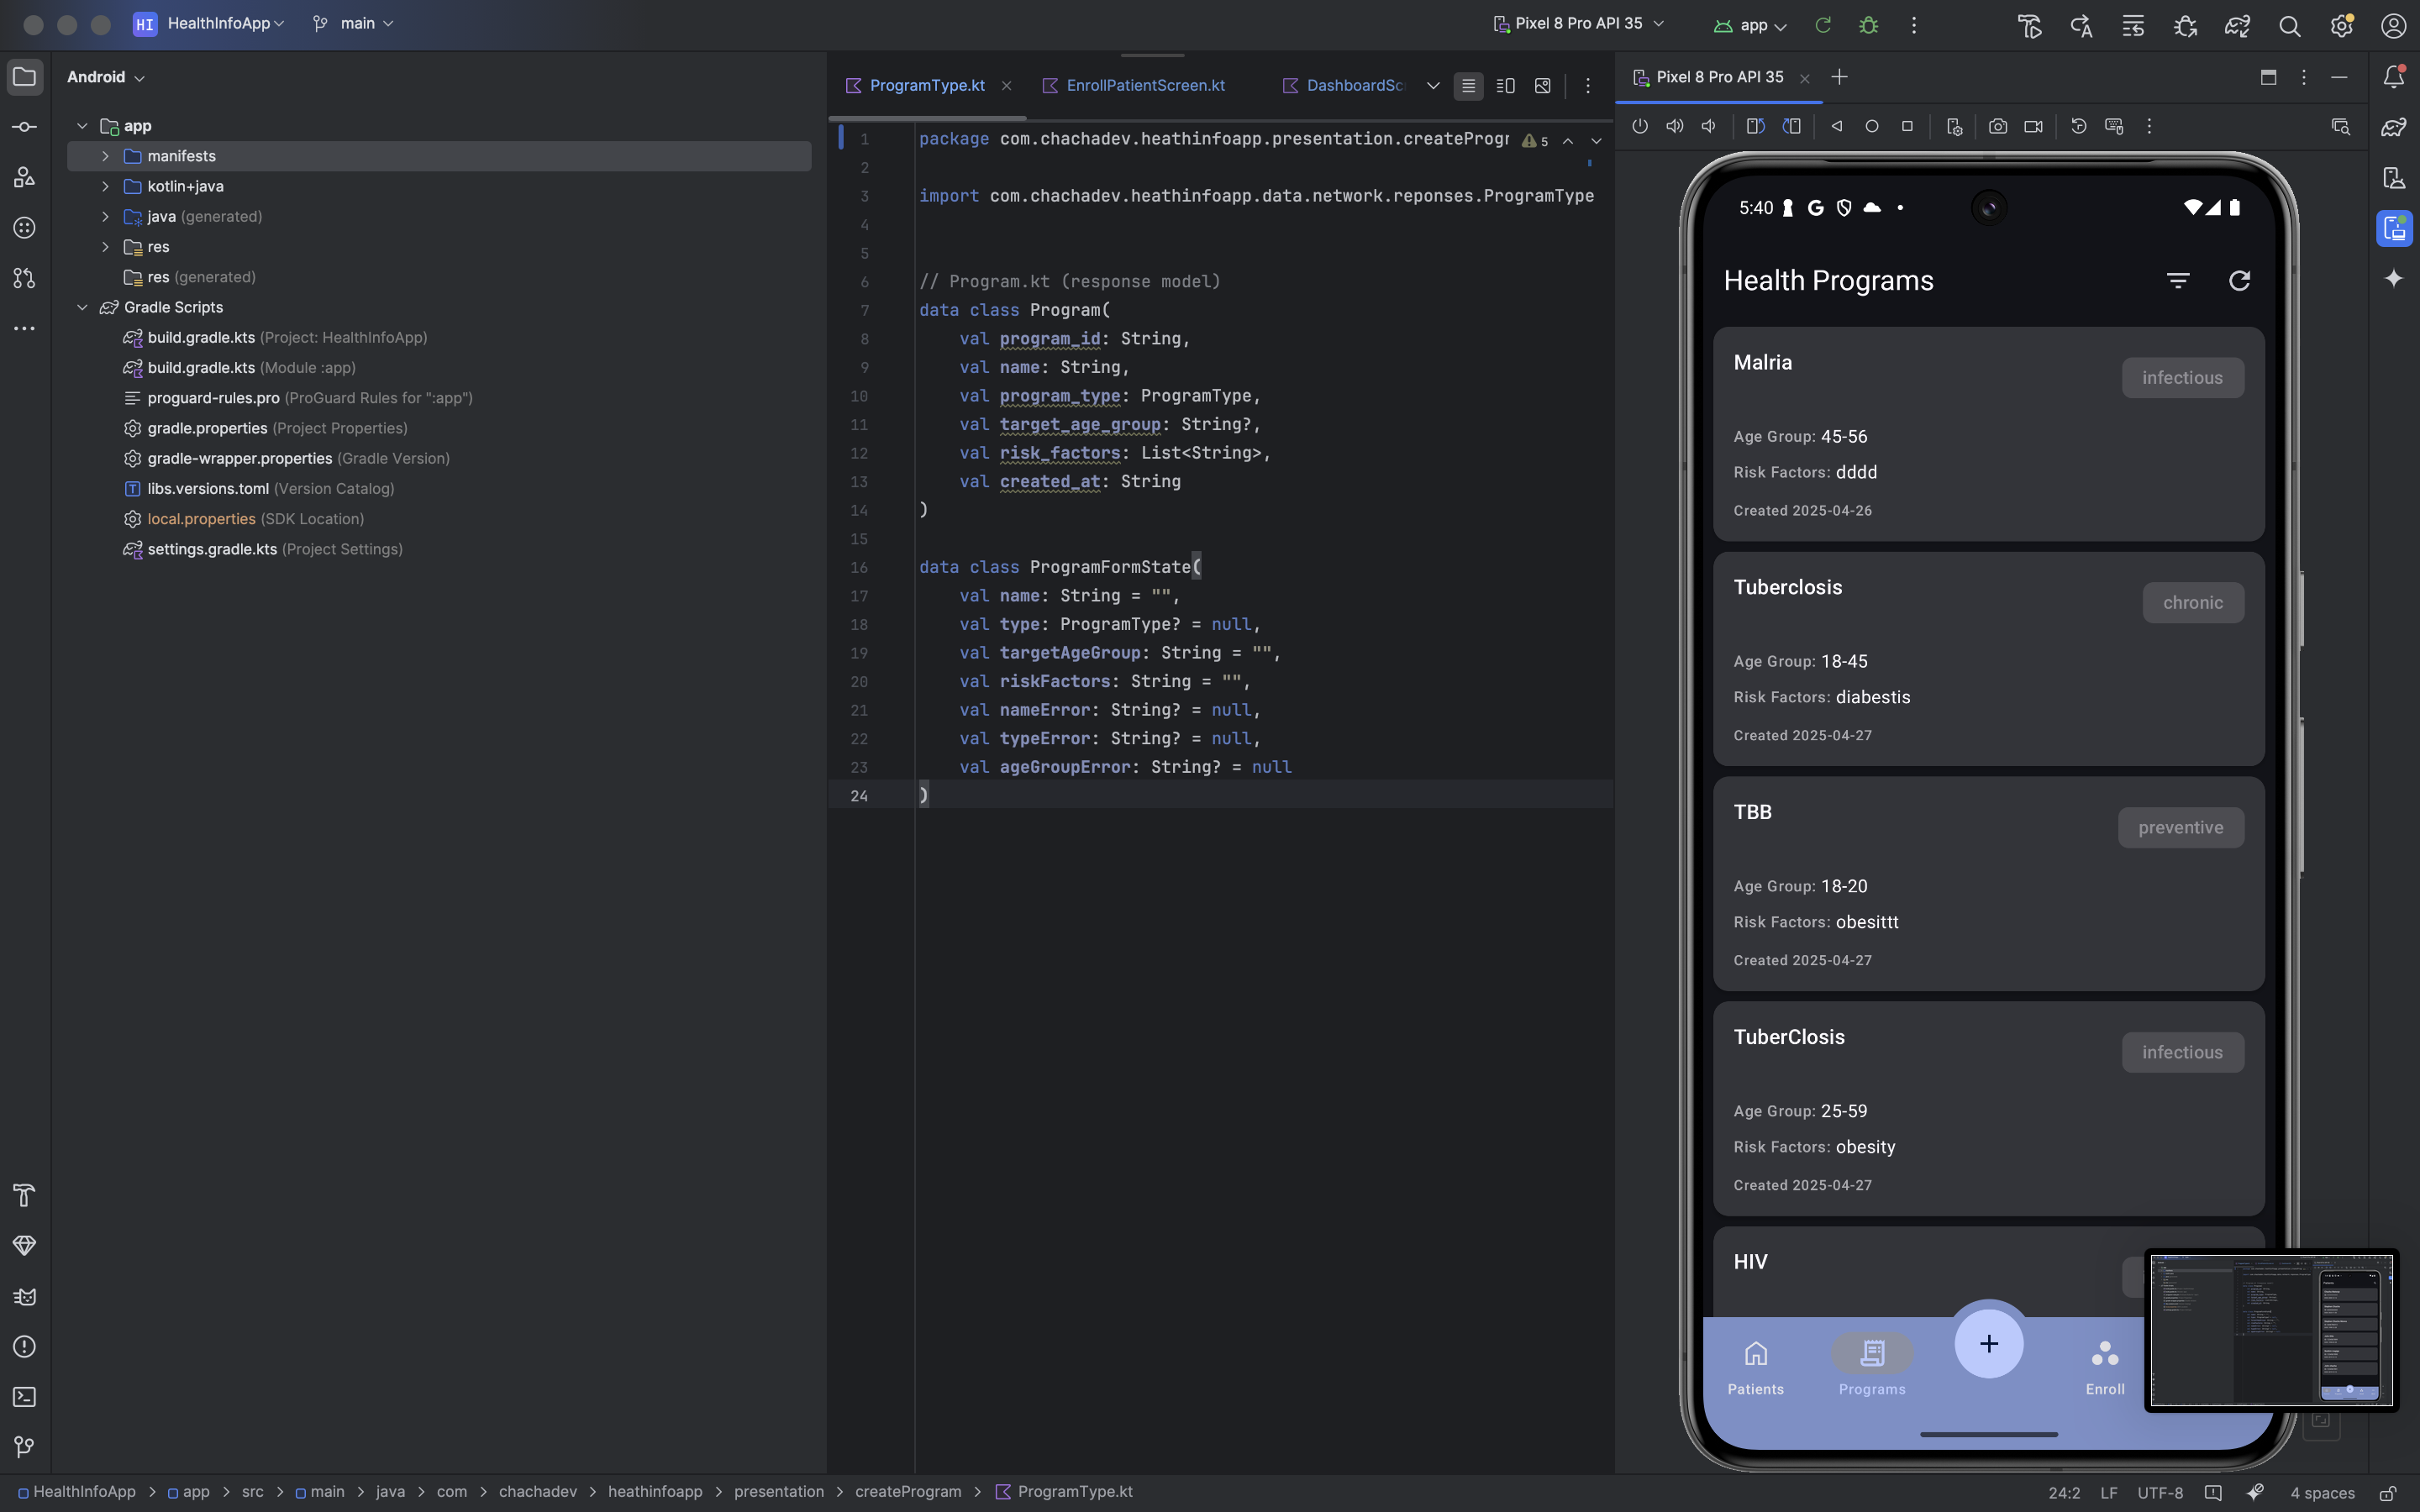 HI HealthInfoApp main Pixel 8 Pro API 35 app
Android
app
manifests
kotlin+java
java (generated)
res
res (generated)
Gradle Scripts
build.gradle.kts (Project: HealthInfoApp)
build.gradle.kts (Module :app)
proguard-rules.pro (ProGuard Rules for ":app")
gradle.properties (Project Properties)
gradle-wrapper.properties (Gradle Version)
libs.versions.toml (Version Catalog)
local.properties (SDK Location)
settings.gradle.kts (Project Settings)
ProgramType.kt EnrollPatientScreen.kt DashboardSc
1 package com.chachadev.heathinfoapp.presentation.createProgr 5
2
3 import com.chachadev.heathinfoapp.data.network.reponses.ProgramType
4
5
6 // Program.kt (response model)
7 data class Program(
8 val program_id: String,
9 val name: String,
10 val program_type: ProgramType,
11 val target_age_group: String?,
12 val risk_factors: List<String>,
13 val created_at: String
14 )
15
16 data class ProgramFormState(
17 val name: String = "",
18 val type: ProgramType? = null,
19 val targetAgeGroup: String = "",
20 val riskFactors: String = "",
21 val nameError: String? = null,
22 val typeError: String? = null,
23 val ageGroupError: String? = null
24 )
Pixel 8 Pro API 35
5:40
Health Programs
Malria
infectious
Age Group: 45-56
Risk Factors: dddd
Created 2025-04-26
Tuberclosis
chronic
Age Group: 18-45
Risk Factors: diabestis
Created 2025-04-27
TBB
preventive
Age Group: 18-20
Risk Factors: obesittt
Created 2025-04-27
TuberClosis
infectious
Age Group: 25-59
Risk Factors: obesity
Created 2025-04-27
HIV
Patients Programs + Enroll
HealthInfoApp > app > src > main > java > com > chachadev > heathinfoapp > presentation > createProgram > ProgramType.kt
24:2 LF UTF-8 4 spaces